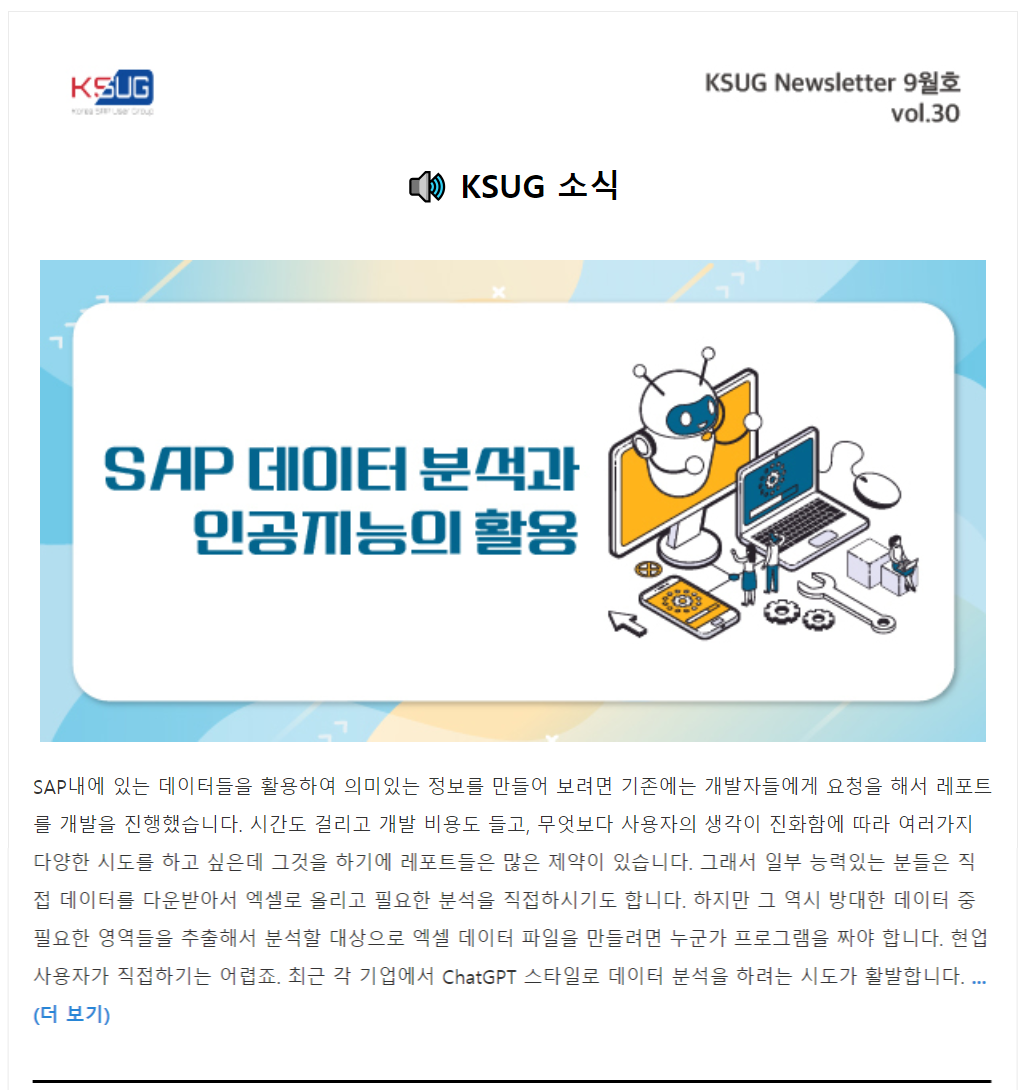 KSUG
Korea SAP User Group
KSUG Newsletter 9월호
vol.30
KSUG 소식
SAP 데이터 분석과
인공지능의 활용
SAP내에 있는 데이터들을 활용하여 의미있는 정보를 만들어 보려면 기존에는 개발자들에게 요청을 해서 레포트
를 개발을 진행했습니다. 시간도 걸리고 개발 비용도 들고, 무엇보다 사용자의 생각이 진화함에 따라 여러가지
다양한 시도를 하고 싶은데 그것을 하기에 레포트들은 많은 제약이 있습니다. 그래서 일부 능력있는 분들은 직
접 데이터를 다운받아서 엑셀로 올리고 필요한 분석을 직접하시기도 합니다. 하지만 그 역시 방대한 데이터 중
필요한 영역들을 추출해서 분석할 대상으로 엑셀 데이터 파일을 만들려면 누군가 프로그램을 짜야 합니다. 현업
사용자가 직접하기는 어렵죠. 최근 각 기업에서 ChatGPT 스타일로 데이터 분석을 하려는 시도가 활발합니다. ...
(더 보기)